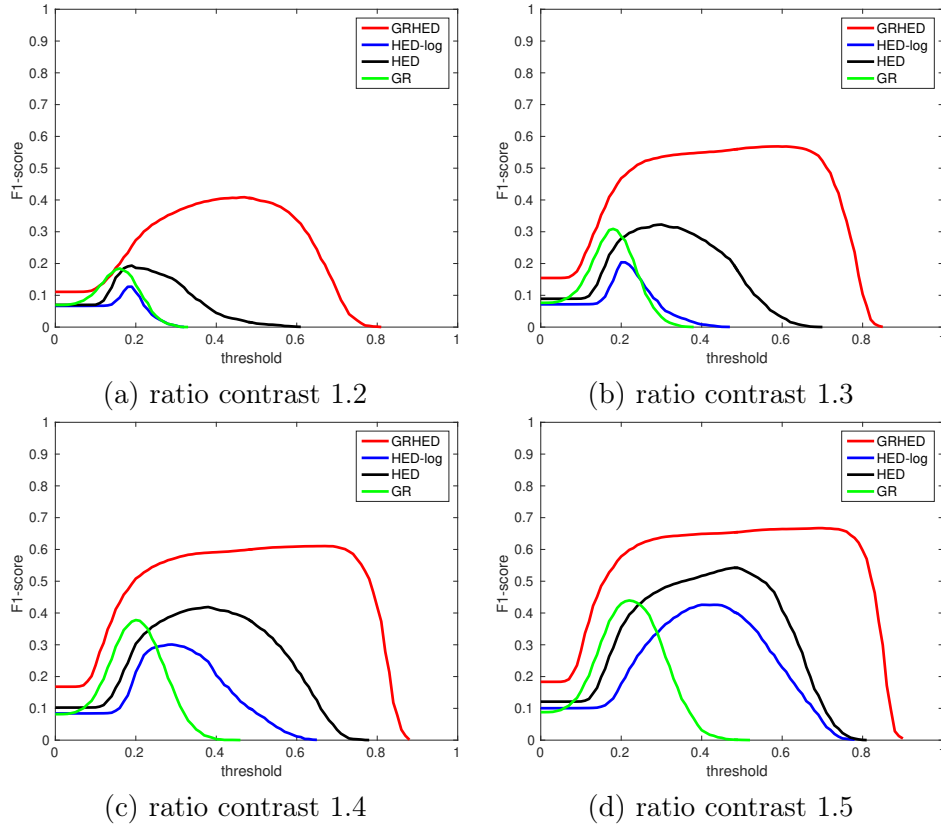 1
0.9
0.8
0.7
0.6
0.5
0.4
0.3
0.2
0.1
0
F1-score
GRHED
HED-log
HED
GR
0 0.2 0.4 0.6 0.8 1
threshold
(a) ratio contrast 1.2
1
0.9
0.8
0.7
0.6
0.5
0.4
0.3
0.2
0.1
0
F1-score
GRHED
HED-log
HED
GR
0 0.2 0.4 0.6 0.8 1
threshold
(b) ratio contrast 1.3
1
0.9
0.8
0.7
0.6
0.5
0.4
0.3
0.2
0.1
0
F1-score
GRHED
HED-log
HED
GR
0 0.2 0.4 0.6 0.8 1
threshold
(c) ratio contrast 1.4
1
0.9
0.8
0.7
0.6
0.5
0.4
0.3
0.2
0.1
0
F1-score
GRHED
HED-log
HED
GR
0 0.2 0.4 0.6 0.8 1
threshold
(d) ratio contrast 1.5